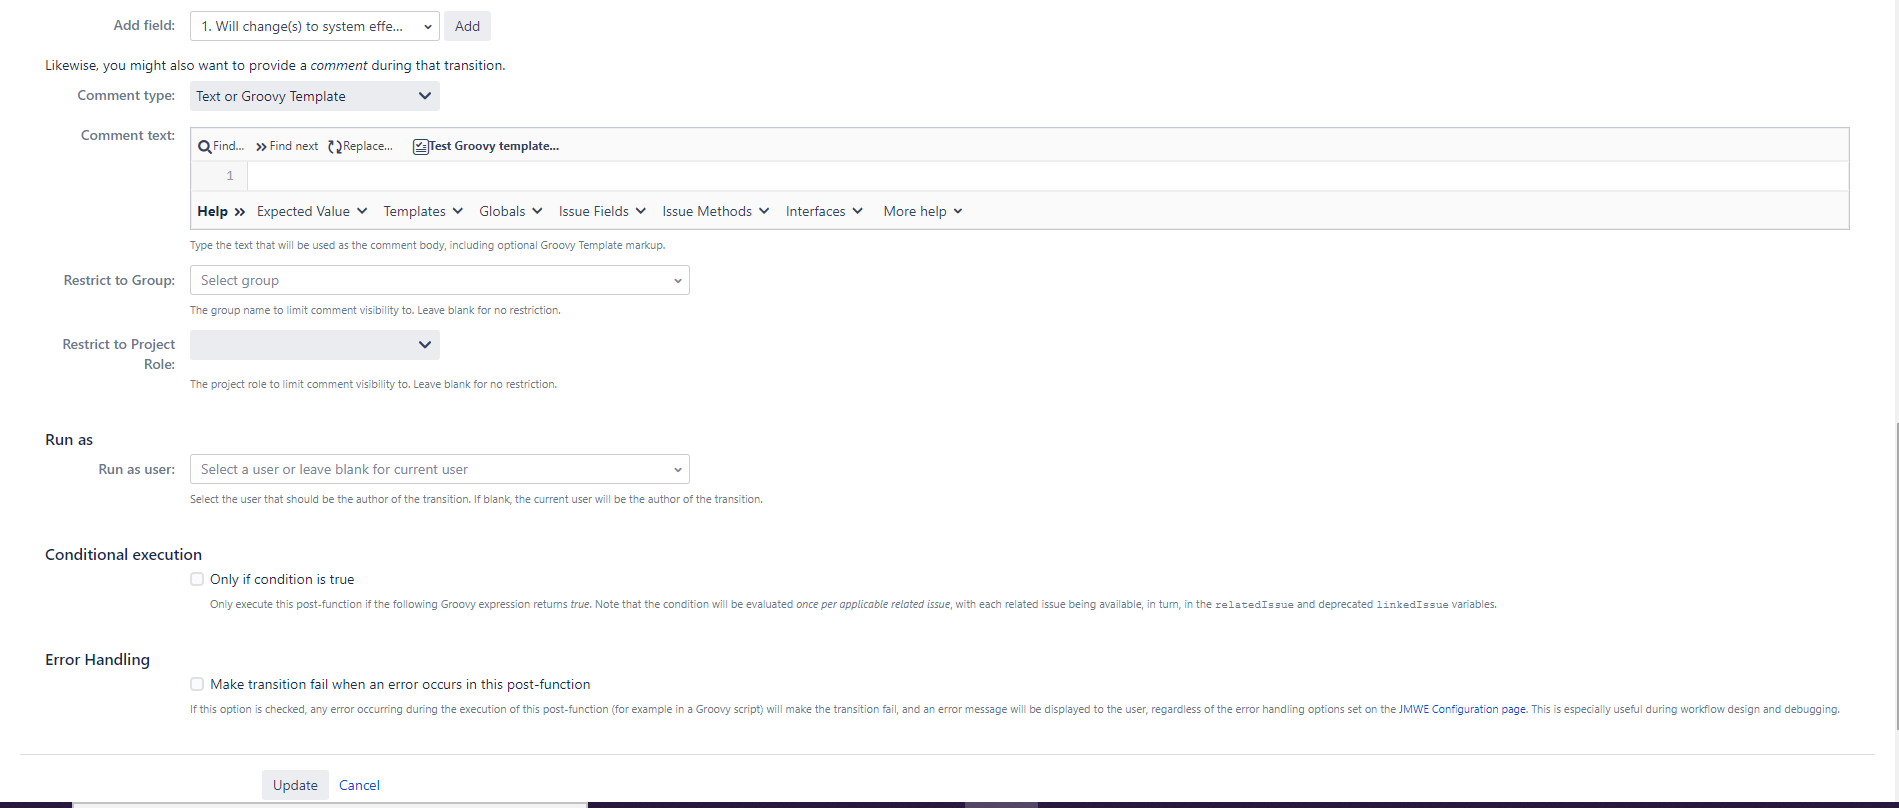 Add field: 1. Will change(s) to system effe... Add
Likewise, you might also want to provide a comment during that transition.
Comment type: Text or Groovy Template
Comment text:
Find... Find next Replace... Test Groovy template...
1
Help » Expected Value Templates Globals Issue Fields Issue Methods Interfaces More help
Type the text that will be used as the comment body, including optional Groovy Template markup.
Restrict to Group: Select group
The group name to limit comment visibility to. Leave blank for no restriction.
Restrict to Project
Role:
The project role to limit comment visibility to. Leave blank for no restriction.
Run as
Run as user: Select a user or leave blank for current user
Select the user that should be the author of the transition. If blank, the current user will be the author of the transition.
Conditional execution
Only if condition is true
Only execute this post-function if the following Groovy expression returns true. Note that the condition will be evaluated once per applicable related issue, with each related issue being available, in turn, in the relatedIssue and deprecated linkedIssue variables.
Error Handling
Make transition fail when an error occurs in this post-function
If this option is checked, any error occurring during the execution of this post-function (for example in a Groovy script) will make the transition fail, and an error message will be displayed to the user, regardless of the error handling options set on the JMWE Configuration page. This is especially useful during workflow design and debugging.
Update Cancel